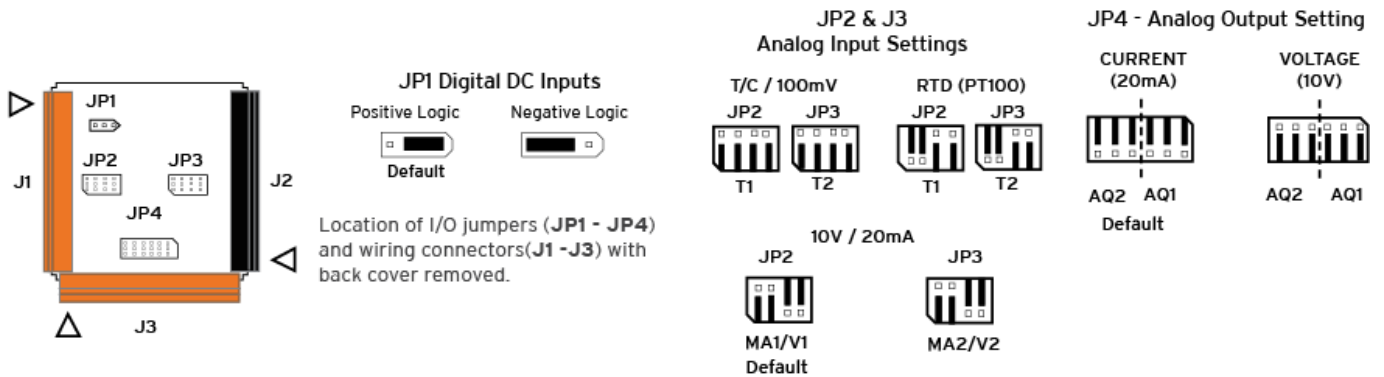 JP1
JP2
JP3
JP4
J1
J2
J3
JP1 Digital DC Inputs
Positive Logic
Negative Logic
Default
Location of I/O jumpers (JP1 - JP4)
and wiring connectors(J1 -J3) with
back cover removed.
JP2 & J3
Analog Input Settings
T/C / 100mV
RTD (PT100)
JP2
JP3
JP2
JP3
T1
T2
T1
T2
10V / 20mA
JP2
JP3
MA1/V1
MA2/V2
Default
JP4 - Analog Output Setting
CURRENT
(20mA)
VOLTAGE
(10V)
AQ2
AQ1
AQ2
AQ1
Default